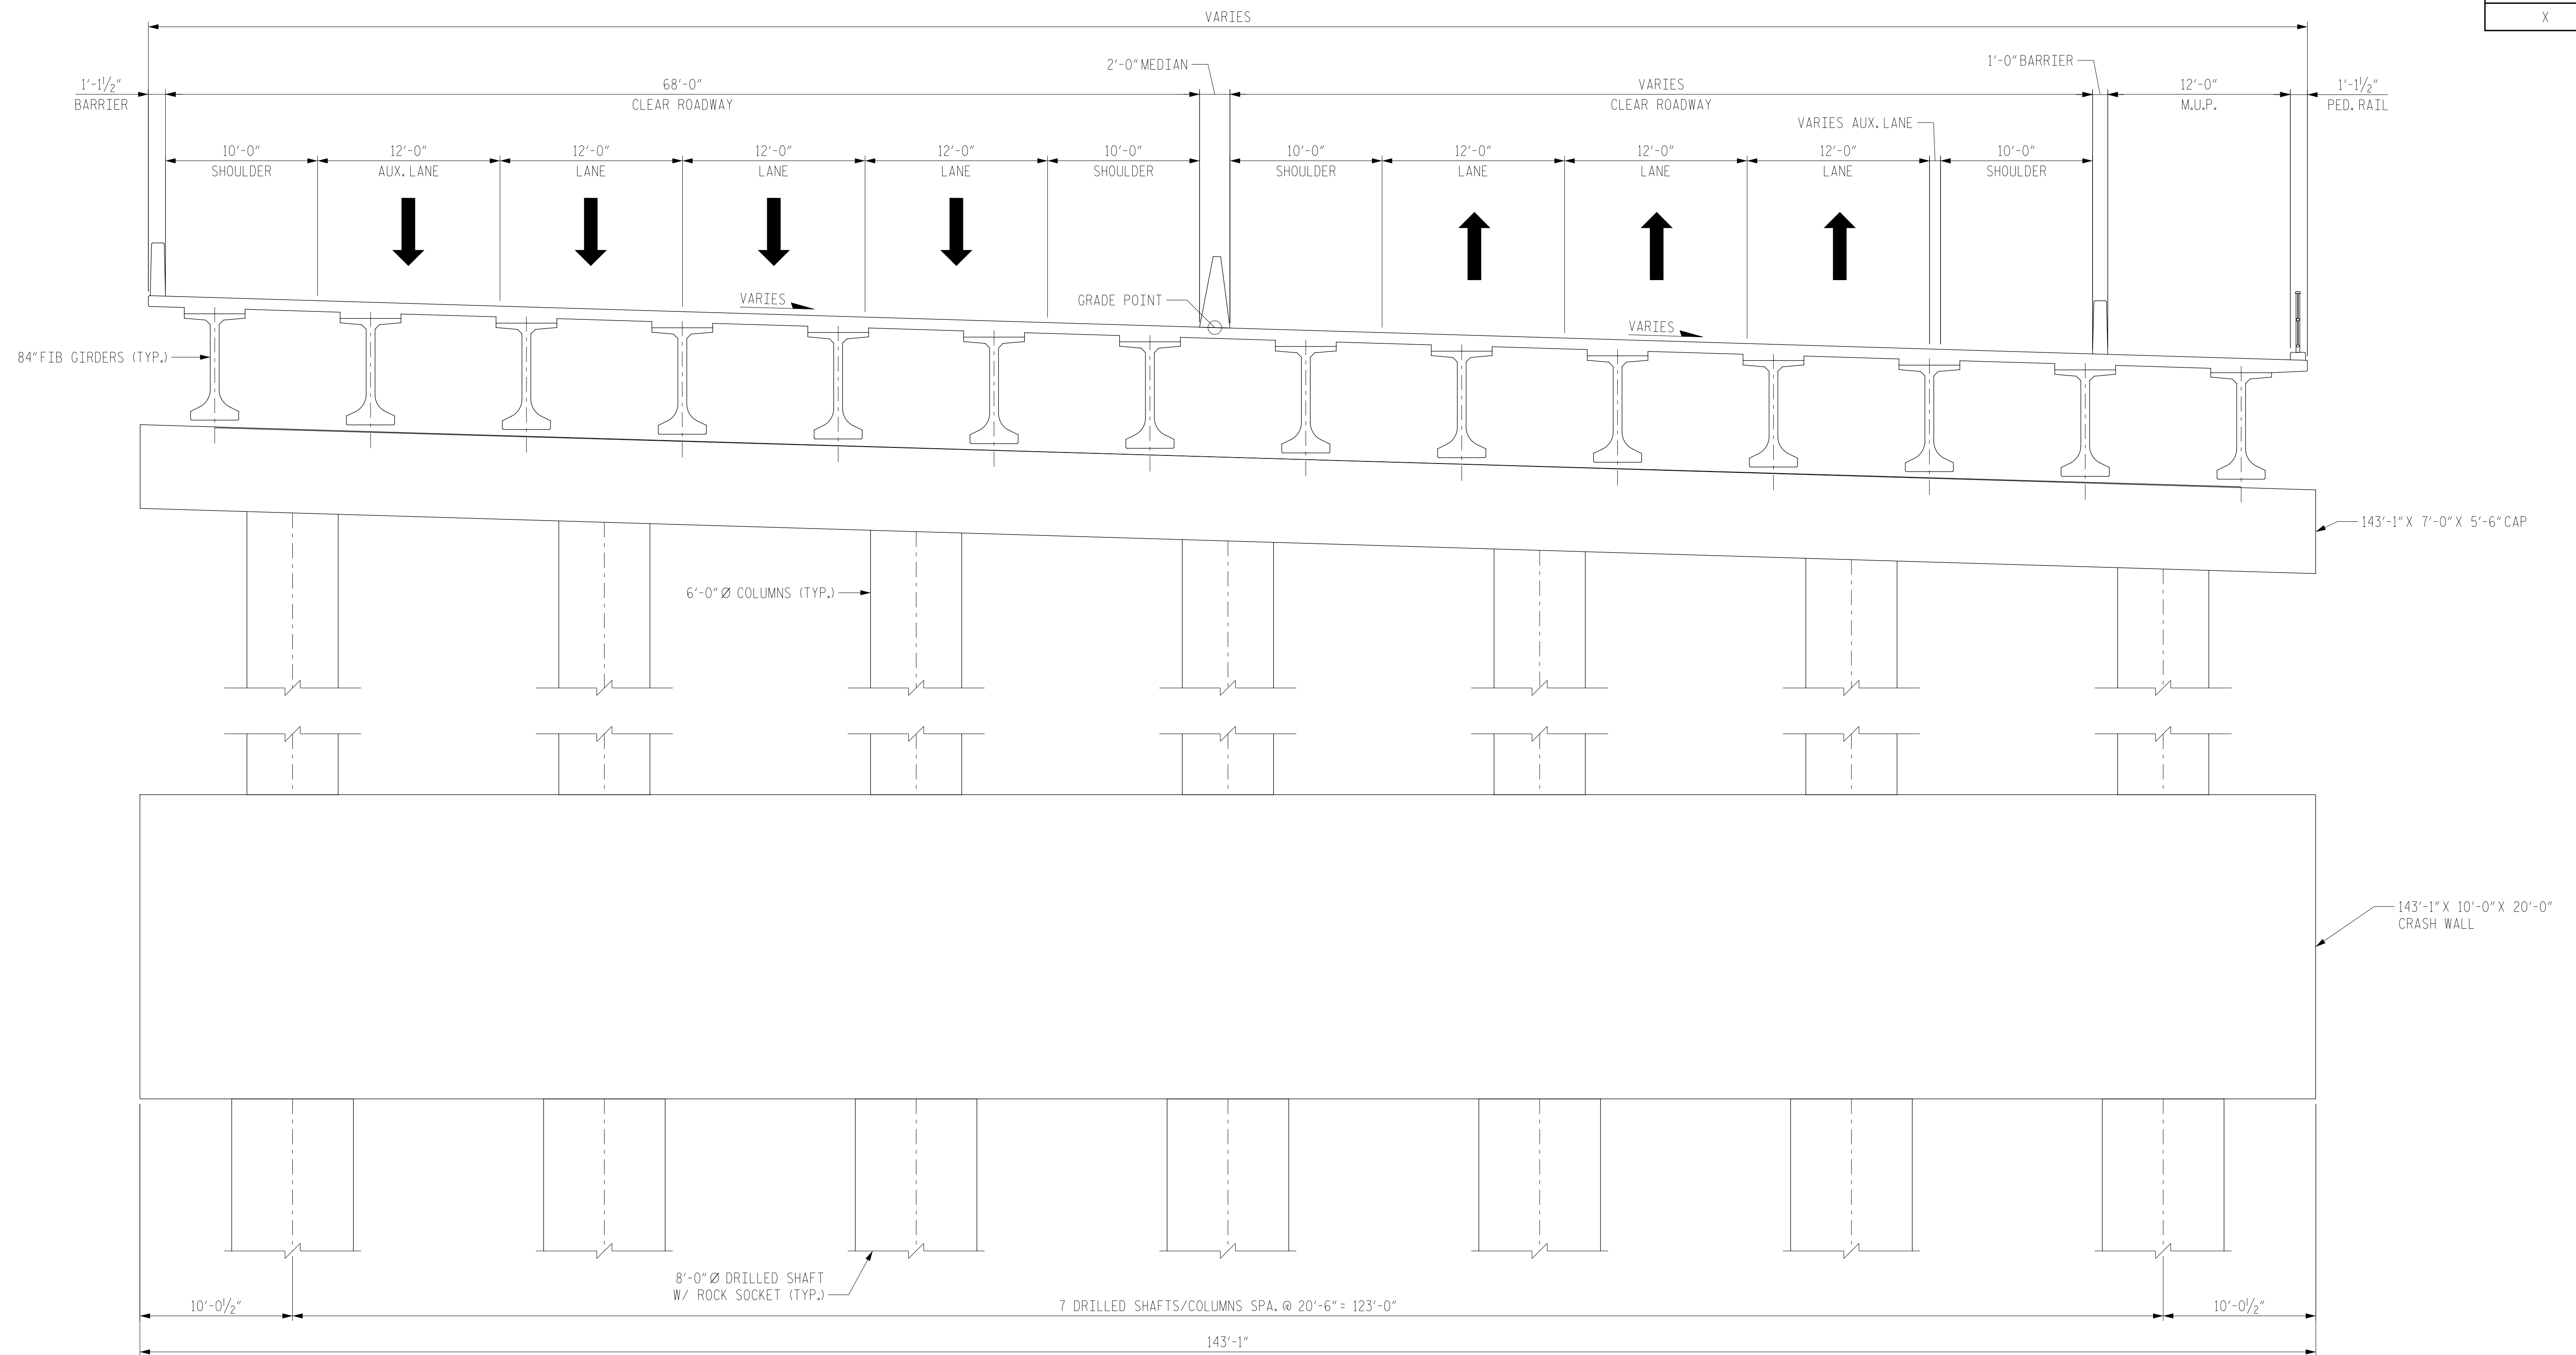 VARIES
X
2'-0" MEDIAN
1'-0" BARRIER
1'-1½"
BARRIER
68'-0"
CLEAR ROADWAY
VARIES
CLEAR ROADWAY
12'-0"
M.U.P.
1'-1½"
PED. RAIL
VARIES AUX. LANE
10'-0"
SHOULDER
12'-0"
AUX. LANE
12'-0"
LANE
12'-0"
LANE
12'-0"
LANE
10'-0"
SHOULDER
10'-0"
SHOULDER
12'-0"
LANE
12'-0"
LANE
12'-0"
LANE
10'-0"
SHOULDER
VARIES
GRADE POINT
VARIES
84" FIB GIRDERS (TYP.)
143'-1" X 7'-0" X 5'-6" CAP
6'-0" Ø COLUMNS (TYP.)
143'-1" X 10'-0" X 20'-0"
CRASH WALL
8'-0" Ø DRILLED SHAFT
W/ ROCK SOCKET (TYP.)
10'-0½"
7 DRILLED SHAFTS/COLUMNS SPA. @ 20'-6" = 123'-0"
10'-0½"
143'-1"